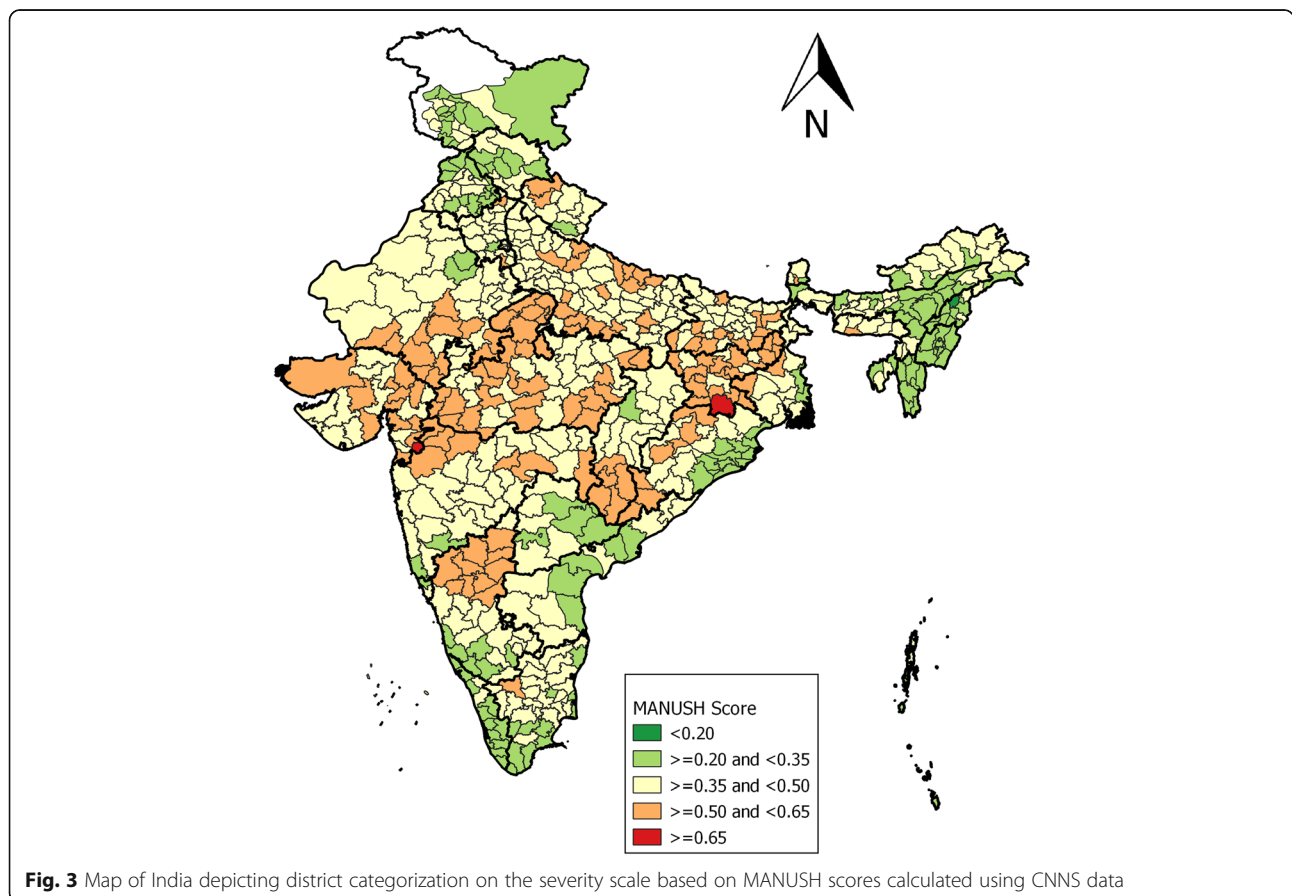 N
MANUSH Score
<0.20
>=0.20 and <0.35
>=0.35 and <0.50
>=0.50 and <0.65
>=0.65
Fig. 3 Map of India depicting district categorization on the severity scale based on MANUSH scores calculated using CNNS data